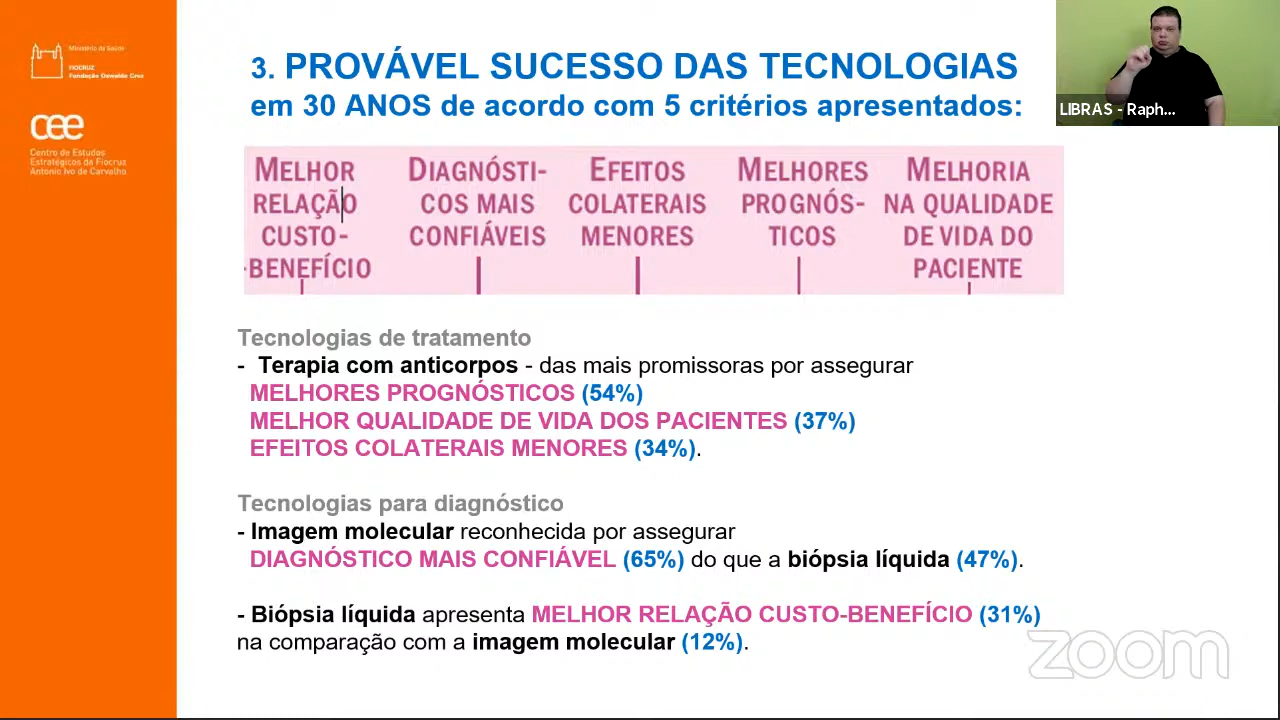 Ministério da Saúde
FIOCRUZ
Fundação Oswaldo Cruz
cee
Centro de Estudos
Estratégicos da Fiocruz
Antonio Ivo de Carvalho
3. PROVÁVEL SUCESSO DAS TECNOLOGIAS
em 30 ANOS de acordo com 5 critérios apresentados:
LIBRAS - Raph...
MELHOR
RELAÇÃO
CUSTO-
-BENEFÍCIO
DIAGNÓSTI-
COS MAIS
CONFIÁVEIS
EFEITOS
COLATERAIS
MENORES
MELHORES
PROGNÓS-
TICOS
MELHORIA
NA QUALIDADE
DE VIDA DO
PACIENTE
Tecnologias de tratamento
- Terapia com anticorpos - das mais promissoras por assegurar
MELHORES PROGNÓSTICOS (54%)
MELHOR QUALIDADE DE VIDA DOS PACIENTES (37%)
EFEITOS COLATERAIS MENORES (34%).
Tecnologias para diagnóstico
- Imagem molecular reconhecida por assegurar
DIAGNÓSTICO MAIS CONFIÁVEL (65%) do que a biópsia líquida (47%).
- Biópsia líquida apresenta MELHOR RELAÇÃO CUSTO-BENEFÍCIO (31%)
na comparação com a imagem molecular (12%).
zoom